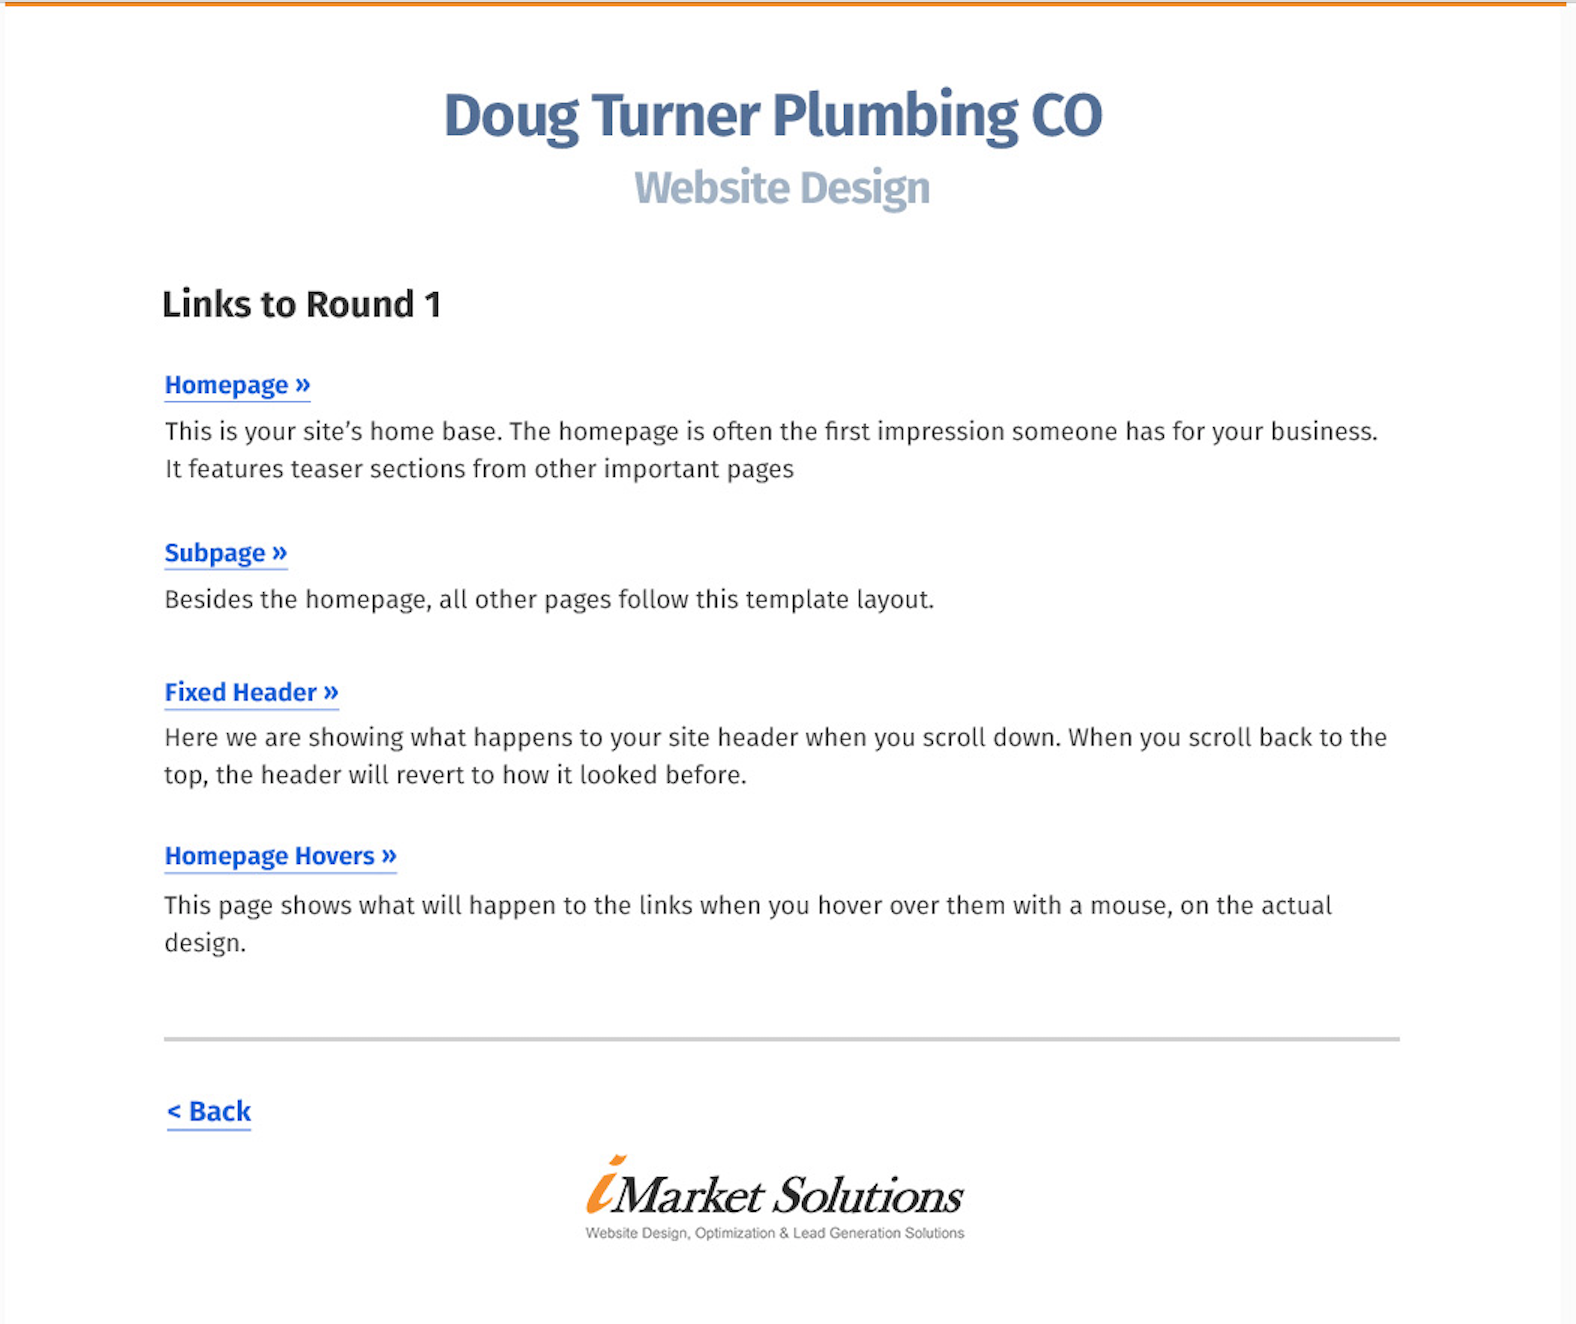 Doug Turner Plumbing CO
Website Design
Links to Round 1
Homepage »
This is your site’s home base. The homepage is often the first impression someone has for your business.
It features teaser sections from other important pages
Subpage »
Besides the homepage, all other pages follow this template layout.
Fixed Header »
Here we are showing what happens to your site header when you scroll down. When you scroll back to the
top, the header will revert to how it looked before.
Homepage Hovers »
This page shows what will happen to the links when you hover over them with a mouse, on the actual
design.
< Back
iMarket Solutions
Website Design, Optimization & Lead Generation Solutions